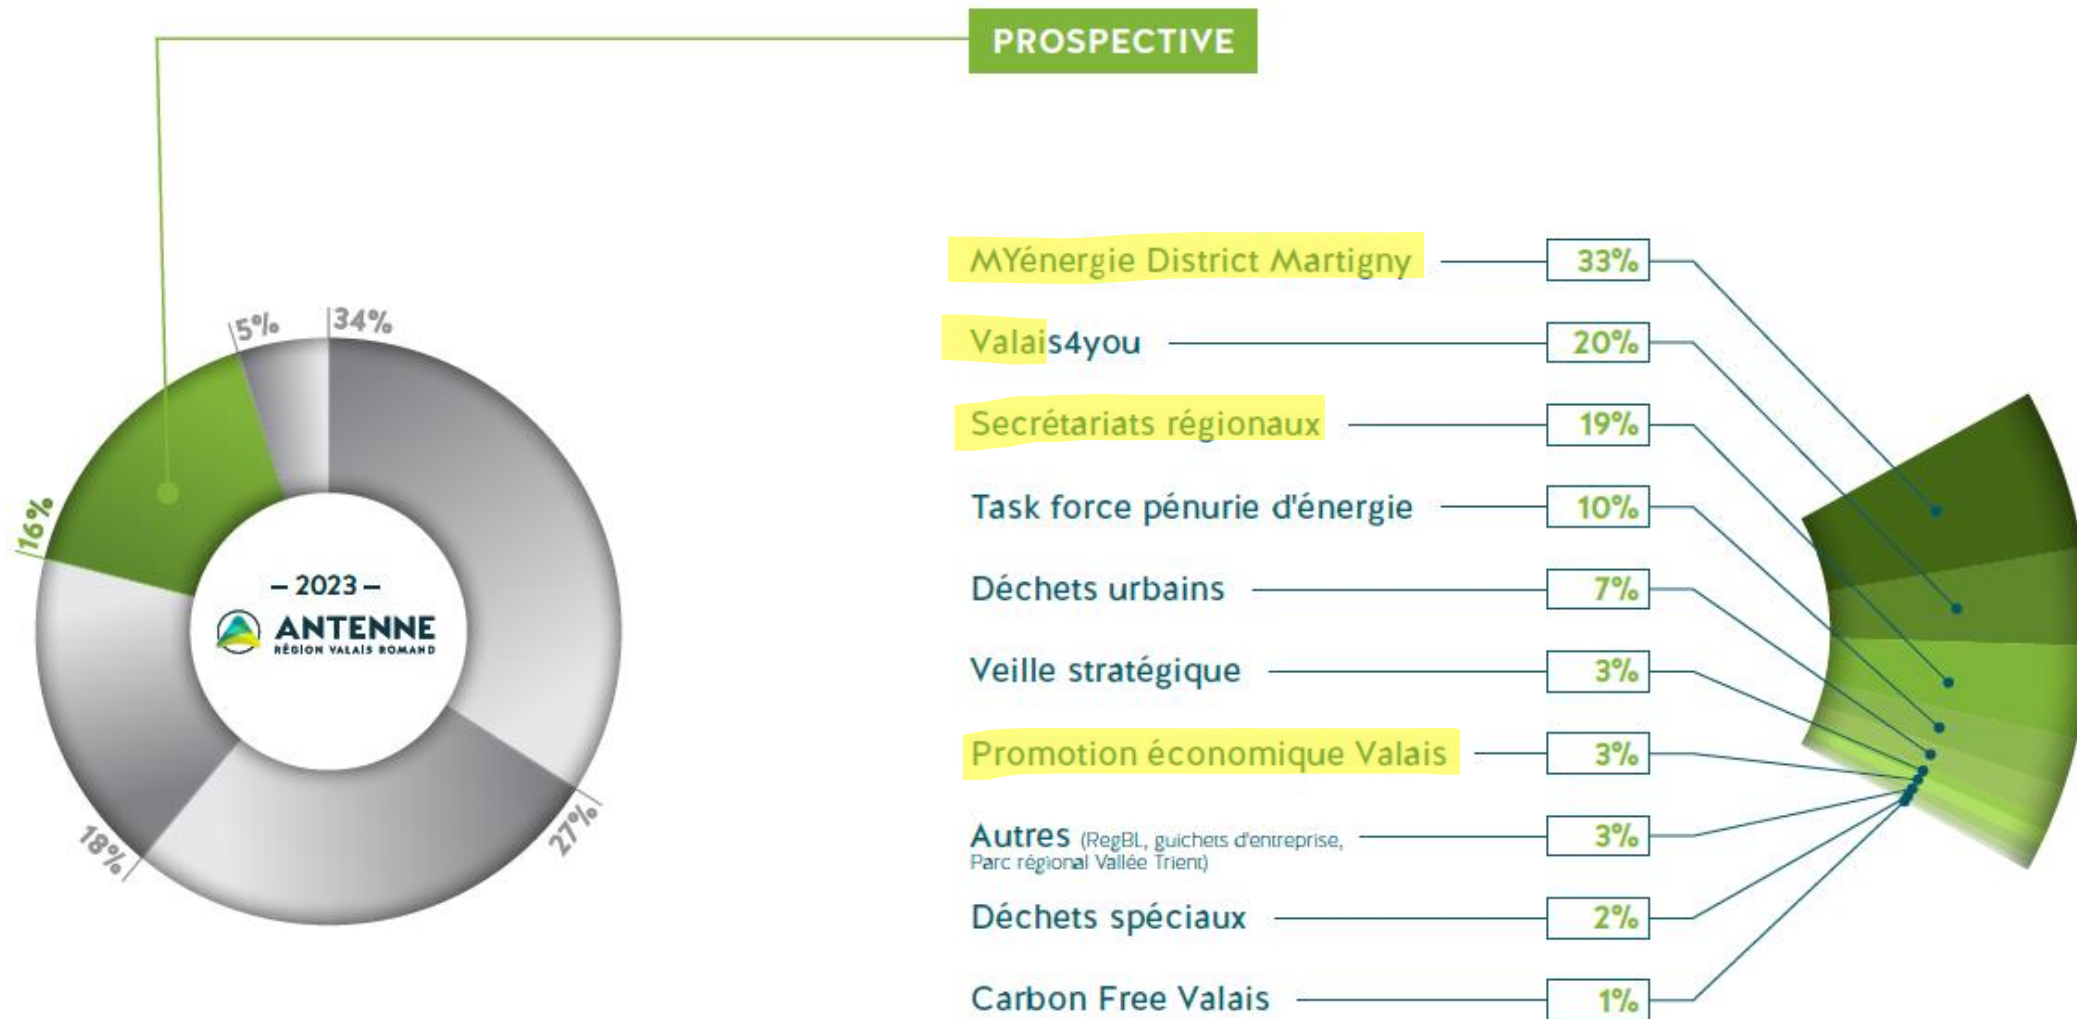 PROSPECTIVE
5%
34%
16%
18%
27%
– 2023 –
ANTENNE
RÉGION VALAIS ROMAND
MYénergie District Martigny 33%
Valais4you 20%
Secrétariats régionaux 19%
Task force pénurie d'énergie 10%
Déchets urbains 7%
Veille stratégique 3%
Promotion économique Valais 3%
Autres (RegBL, guichets d'entreprise, 3%
Parc régional Vallée Trient)
Déchets spéciaux 2%
Carbon Free Valais 1%